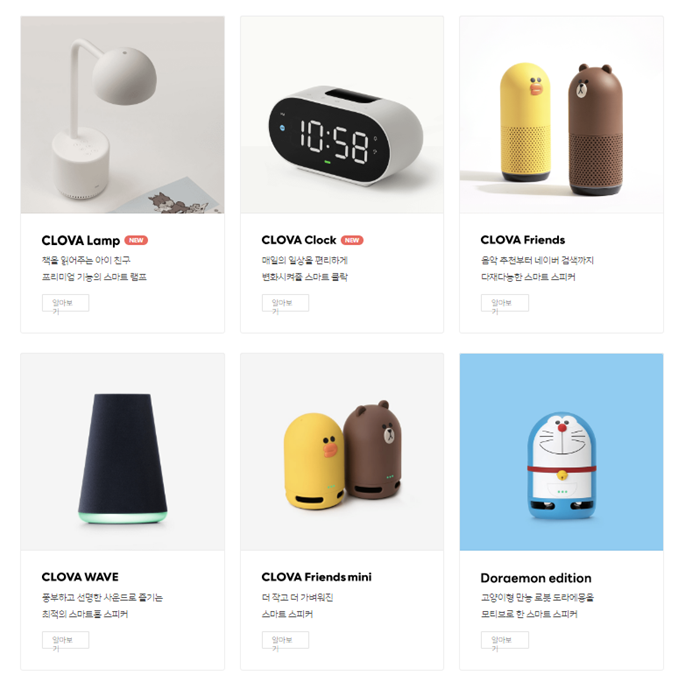 10:58
CLOVA Lamp NEW
책을 읽어주는 아이 친구
프리미엄 기능의 스마트 램프
알아보
기
CLOVA Clock NEW
매일의 일상을 편리하게
변화시켜줄 스마트 클락
알아보
기
CLOVA Friends
음악 추천부터 네이버 검색까지
다재다능한 스마트 스피커
알아보
기
CLOVA WAVE
풍부하고 선명한 사운드로 즐기는
최적의 스마트홈 스피커
알아보
기
CLOVA Friends mini
더 작고 더 가벼워진
스마트 스피커
알아보
기
Doraemon edition
고양이형 만능 로봇 도라에몽을
모티브로 한 스마트 스피커
알아보
기